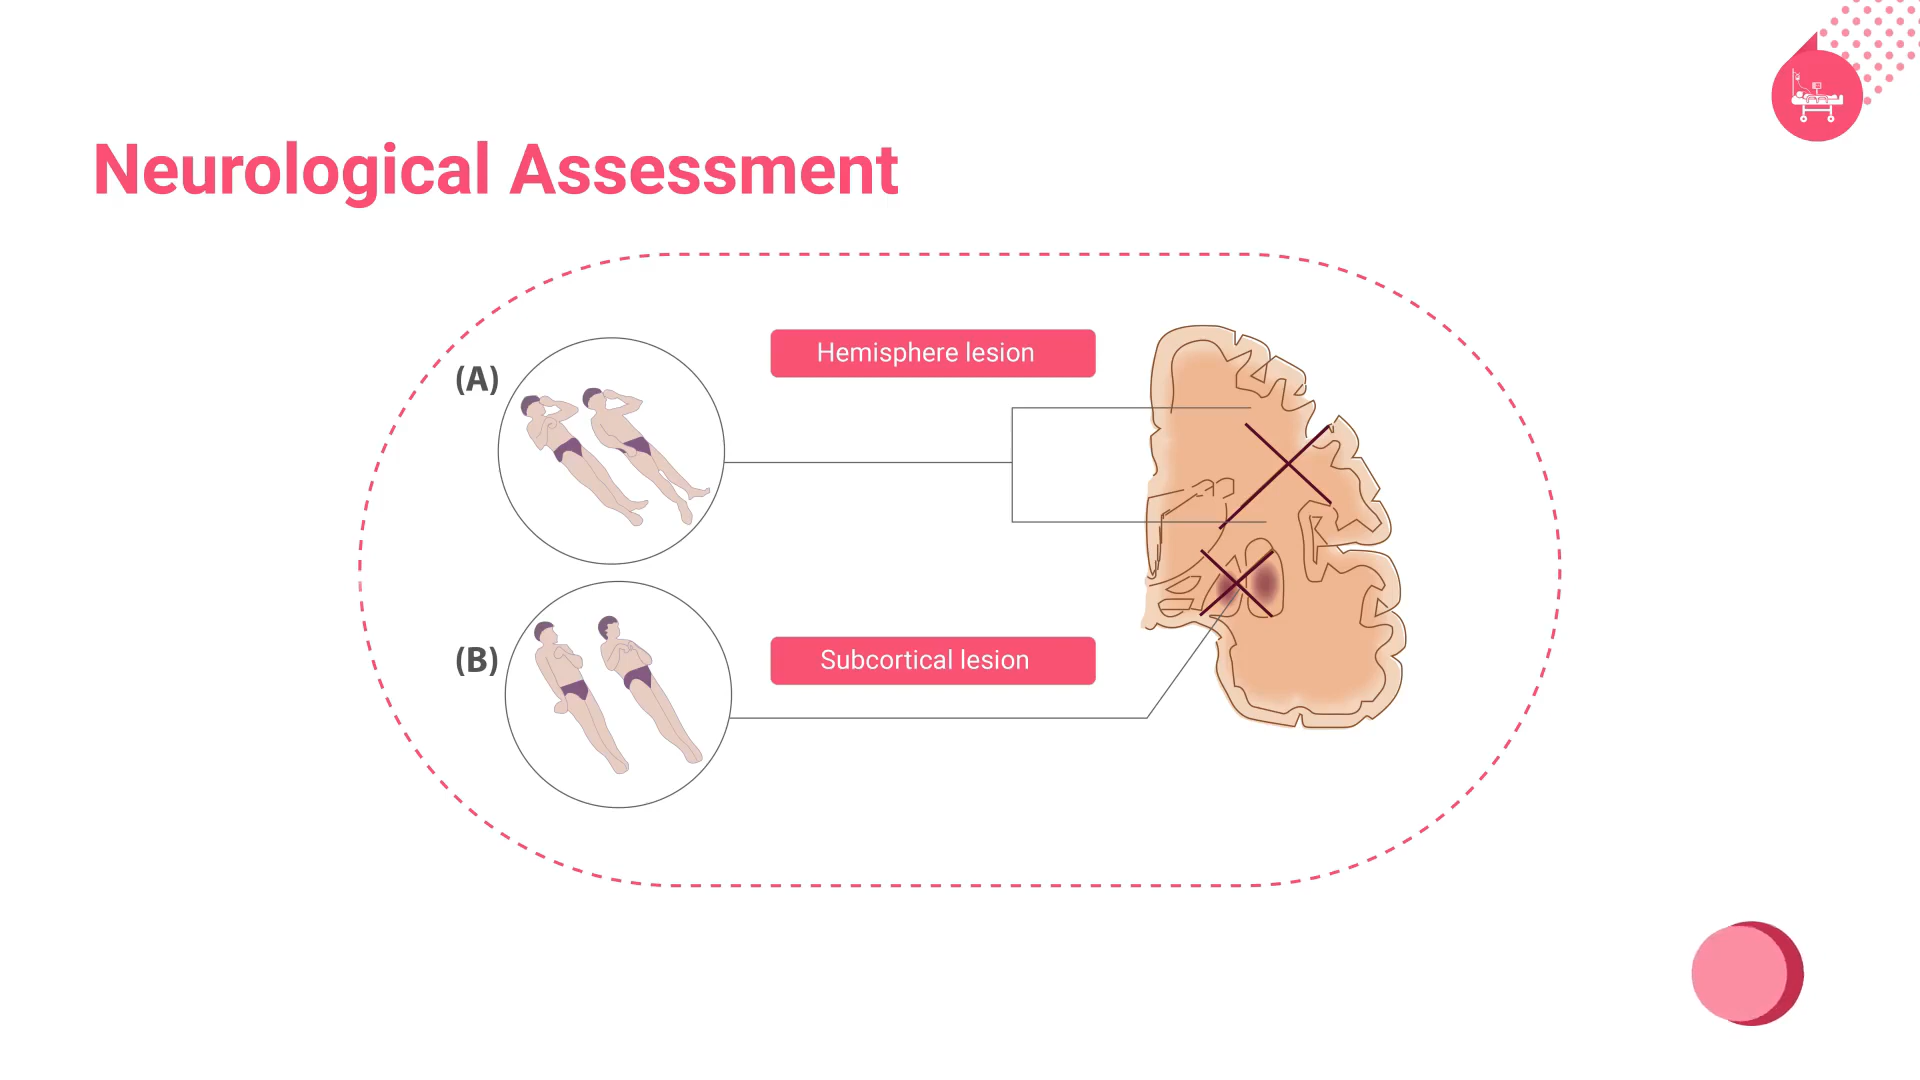 Neurological Assessment
(A)
Hemisphere lesion
(B)
Subcortical lesion